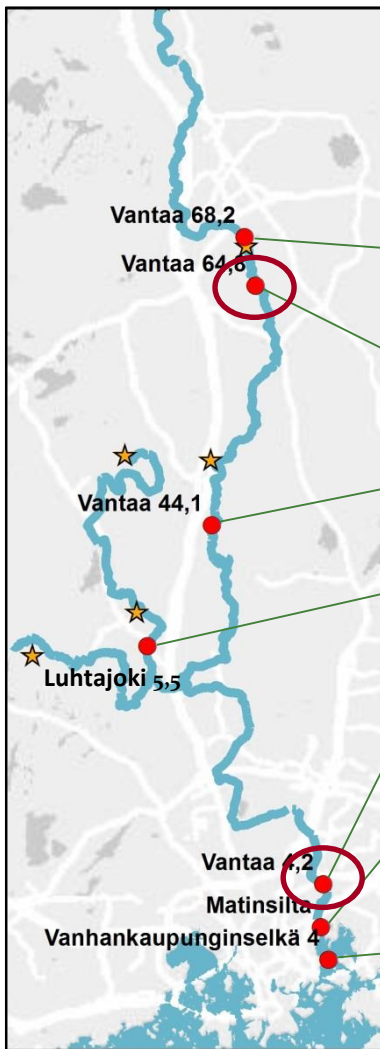 Vantaa 68,2
Vantaa 64,8
Vantaa 44,1
Luhtajoki 5,5
Vantaa 4,2
Matinsilta
Vanhankaupunginselkä 4